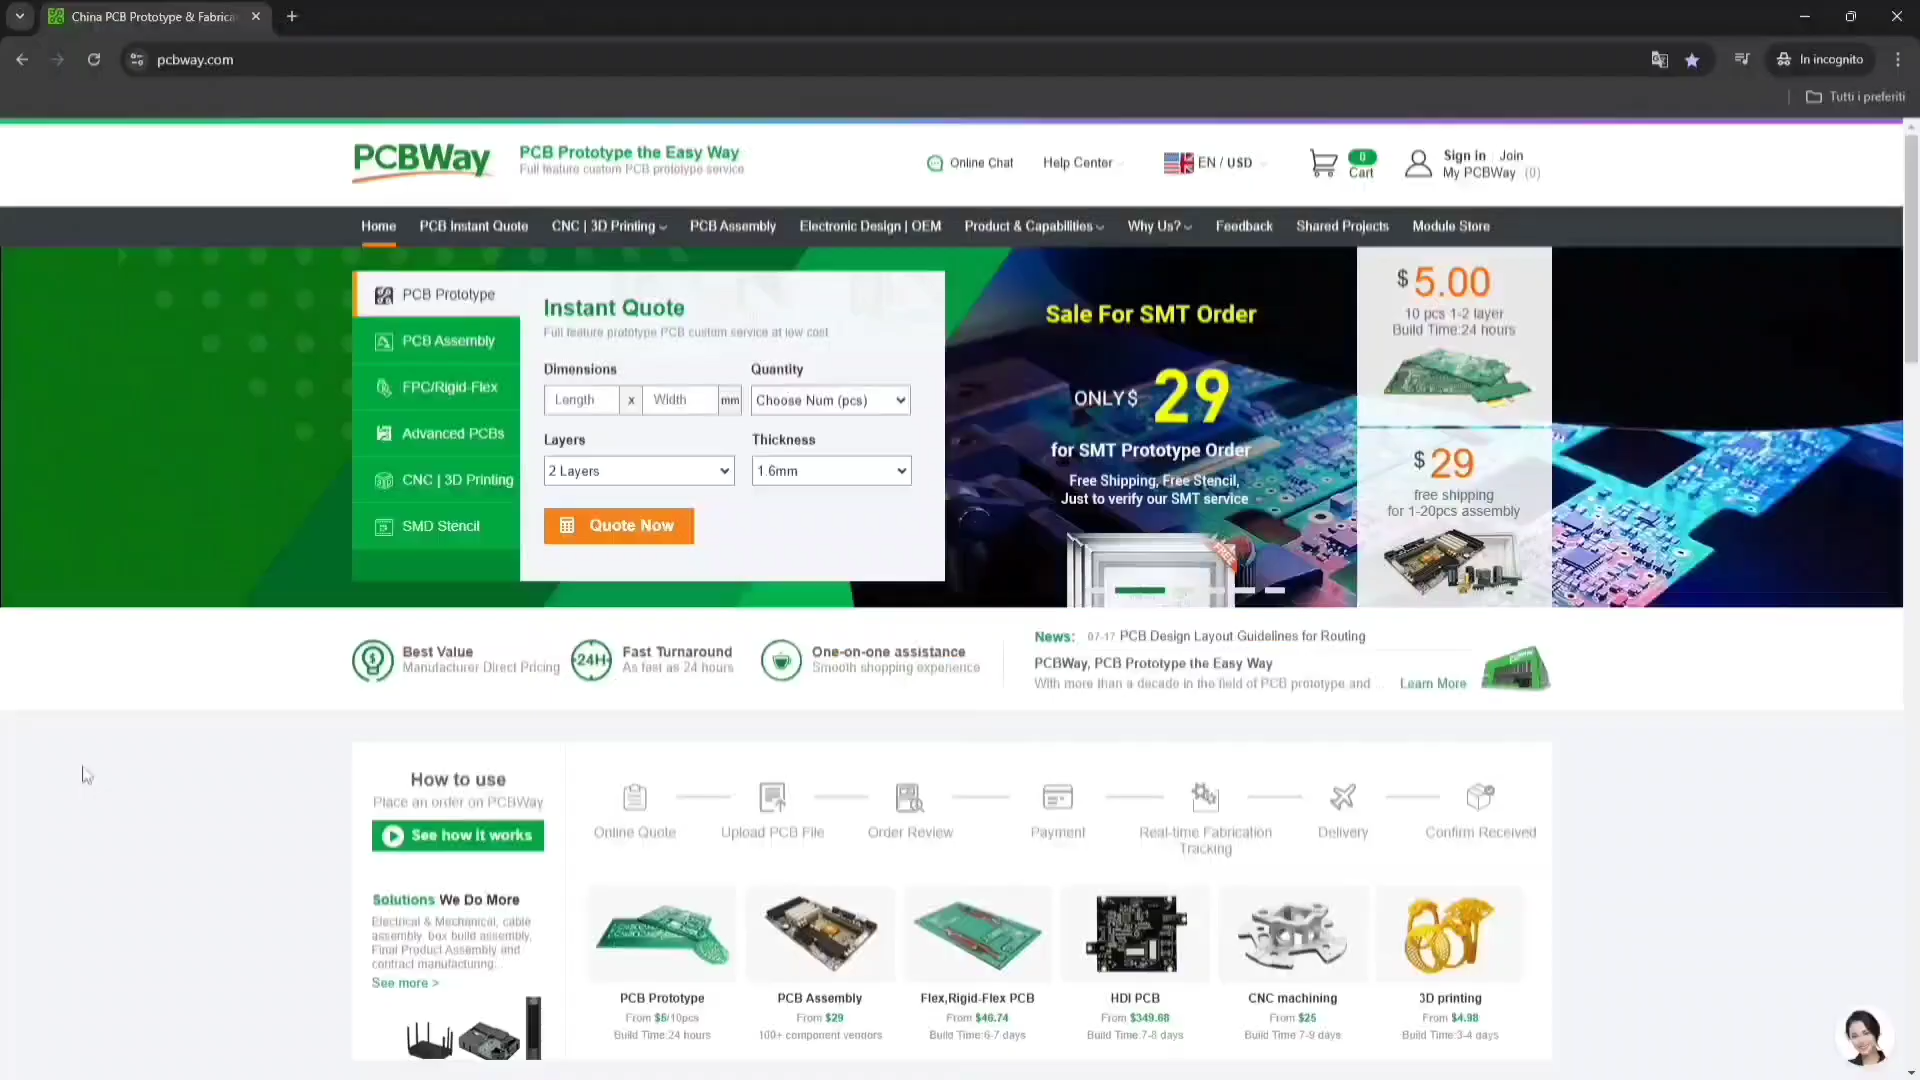 China PCB Prototype & Fabrica
pcbway.com
In incognito
Tutti i preferiti
PCBWay
PCB Prototype the Easy Way
Full feature custom PCB prototype service
Online Chat
Help Center
EN / USD
0
Cart
Sign in
Join
My PCBWay (0)
Home
PCB Instant Quote
CNC | 3D Printing
PCB Assembly
Electronic Design | OEM
Product & Capabilities
Why Us?
Feedback
Shared Projects
Module Store
PCB Prototype
PCB Assembly
FPC/Rigid-Flex
Advanced PCBs
CNC | 3D Printing
SMD Stencil
Instant Quote
Full feature prototype PCB custom service at low cost
Dimensions
Quantity
Length x Width mm
Choose Num (pcs)
Layers
Thickness
2 Layers
1.6mm
Quote Now
Sale For SMT Order
ONLY$ 29
for SMT Prototype Order
Free Shipping, Free Stencil,
Just to verify our SMT service
FREE
$5.00
10 pcs 1-2 layer
Build Time:24 hours
$29
free shipping
for 1-20pcs assembly
Best Value
Manufacturer Direct Pricing
24H
Fast Turnaround
As fast as 24 hours
One-on-one assistance
Smooth shopping experience
News: 07-17 PCB Design Layout Guidelines for Routing
PCBWay, PCB Prototype the Easy Way
With more than a decade in the field of PCB prototype and ...
Learn More
How to use
Place an order on PCBWay
See how it works
Online Quote
Upload PCB File
Order Review
Payment
Real-time Fabrication
Tracking
Delivery
Confirm Received
Solutions We Do More
Electrical & Mechanical, cable
assembly, box build assembly,
Final Product Assembly and
contract manufacturing...
See more >
PCB Prototype
From $5/10pcs
Build Time:24 hours
PCB Assembly
From $29
100+ component vendors
Flex,Rigid-Flex PCB
From $46.74
Build Time:6-7 days
HDI PCB
From $349.68
Build Time:7-8 days
CNC machining
From $25
Build Time 7-9 days
3D printing
From $4.98
Build Time:3-4 days